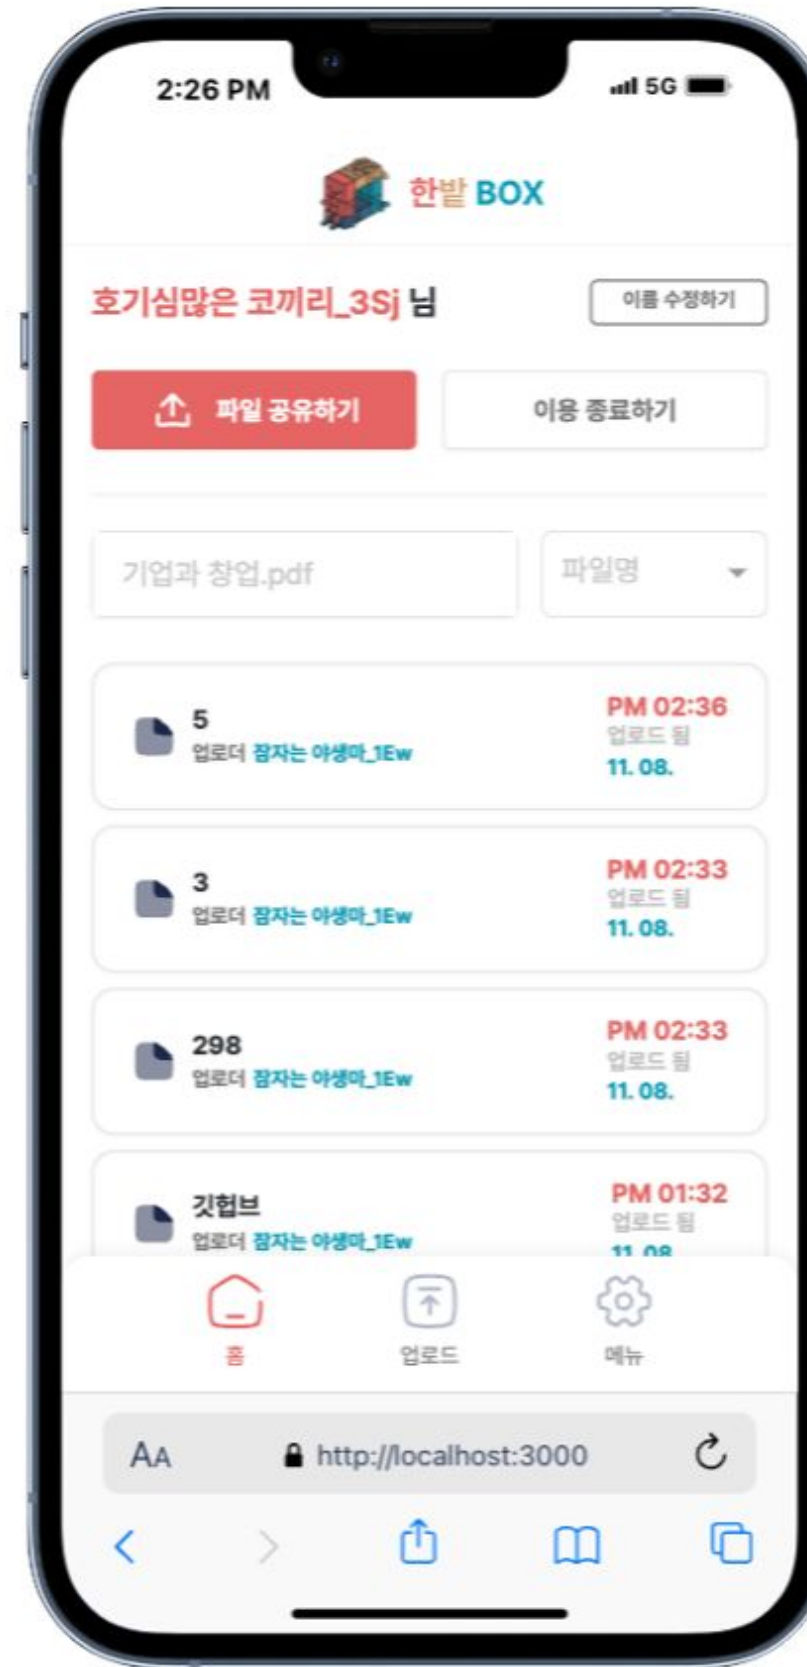 2:26 PM 5G
한밭 BOX
호기심많은 코끼리_3Sj 님 이름 수정하기
파일 공유하기 이용 종료하기
기업과 창업.pdf 파일명
5
업로더 잠자는 야생마_1Ew
PM 02:36
업로드 됨
11. 08.
3
업로더 잠자는 야생마_1Ew
PM 02:33
업로드 됨
11. 08.
298
업로더 잠자는 야생마_1Ew
PM 02:33
업로드 됨
11. 08.
깃헙브
업로더 잠자는 야생마_1Ew
PM 01:32
업로드 됨
11. 08
홈 업로드 메뉴
AA http://localhost:3000